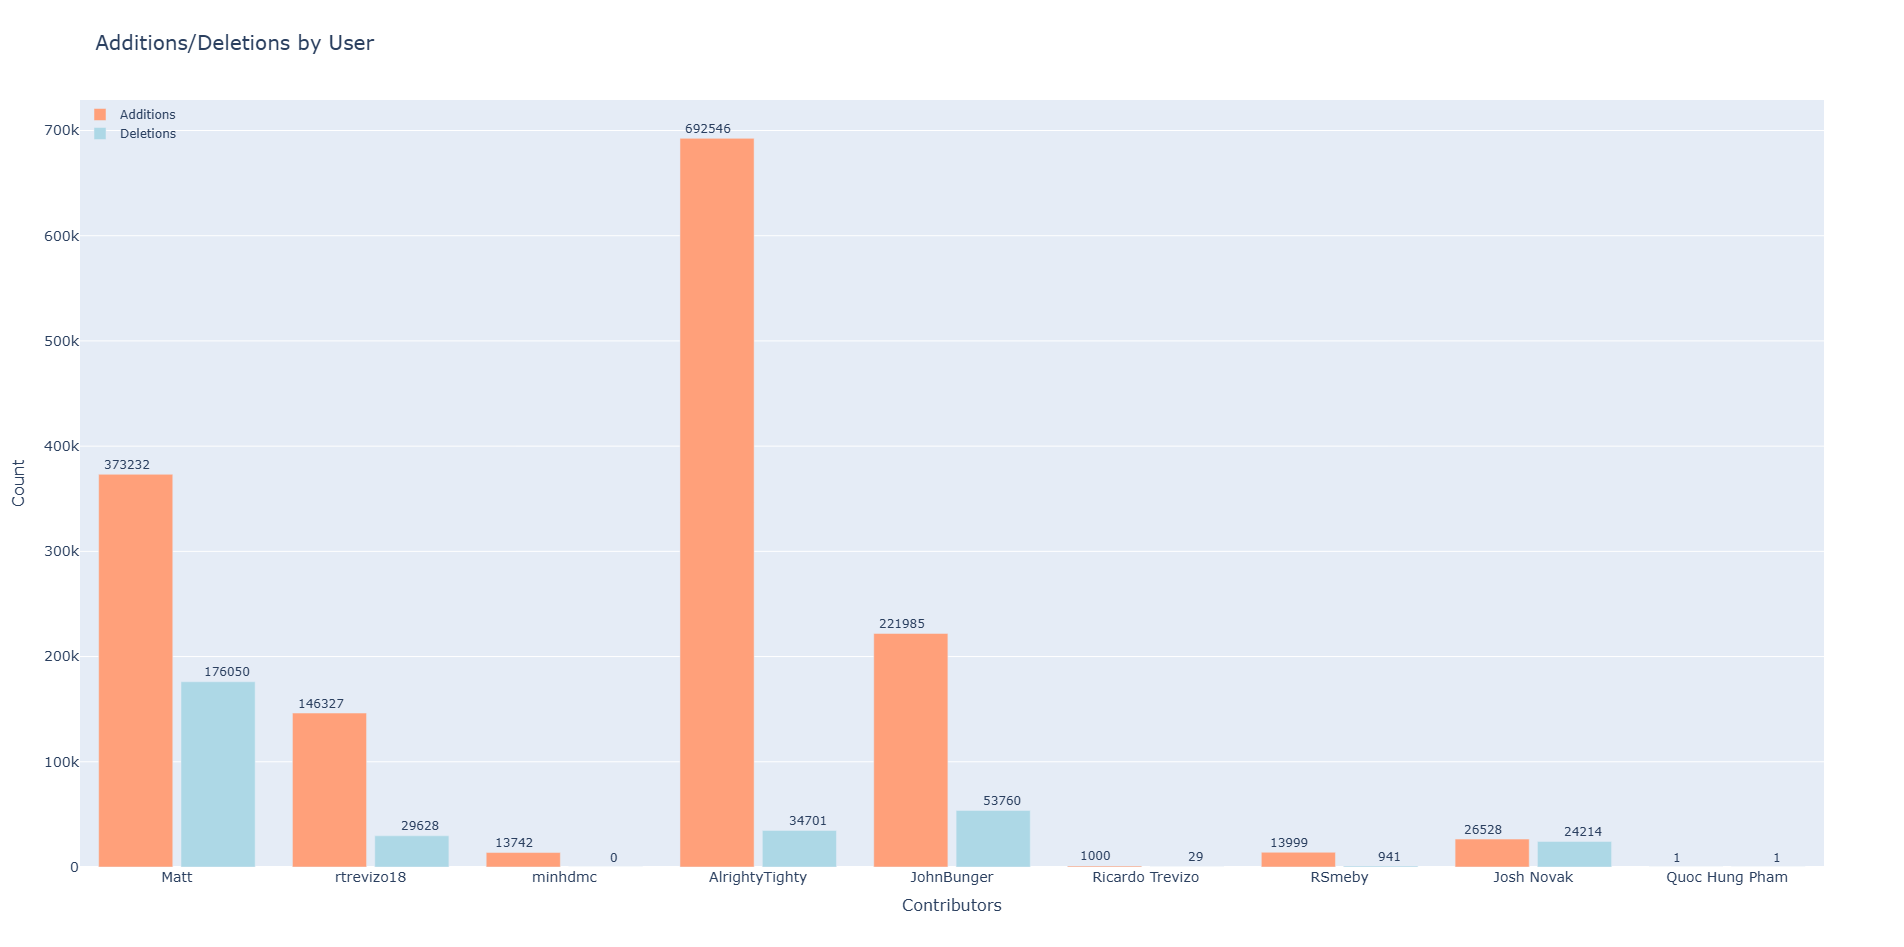 Additions/Deletions by User
Additions
Deletions
700k
600k
500k
400k
300k
200k
100k
0
Count
373232
176050
146327
29628
13742
0
692546
34701
221985
53760
1000
29
13999
941
26528
24214
1
1
Matt
rtrevizo18
minhdmc
AlrightyTighty
JohnBunger
Ricardo Trevizo
RSmeby
Josh Novak
Quoc Hung Pham
Contributors